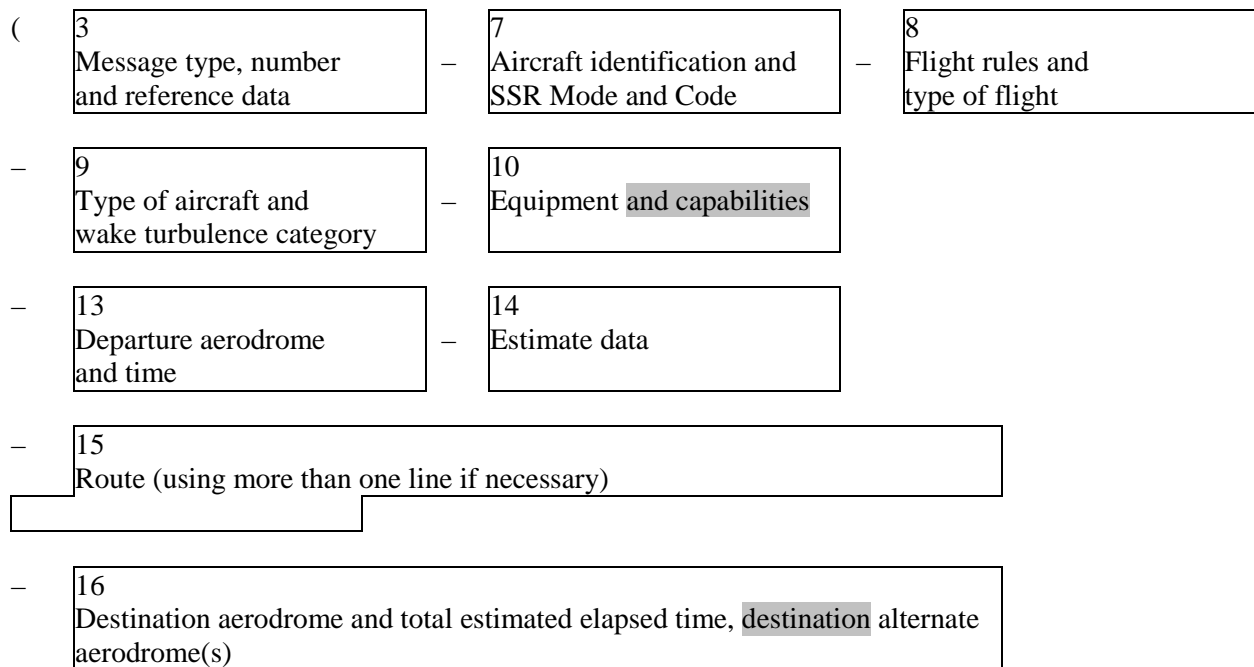 ( 3 7 8
Message type, number – Aircraft identification and – Flight rules and
and reference data SSR Mode and Code type of flight
– 9 10
Type of aircraft and – Equipment and capabilities
wake turbulence category
– 13 14
Departure aerodrome – Estimate data
and time
– 15
Route (using more than one line if necessary)
– 16
Destination aerodrome and total estimated elapsed time, destination alternate
aerodrome(s)